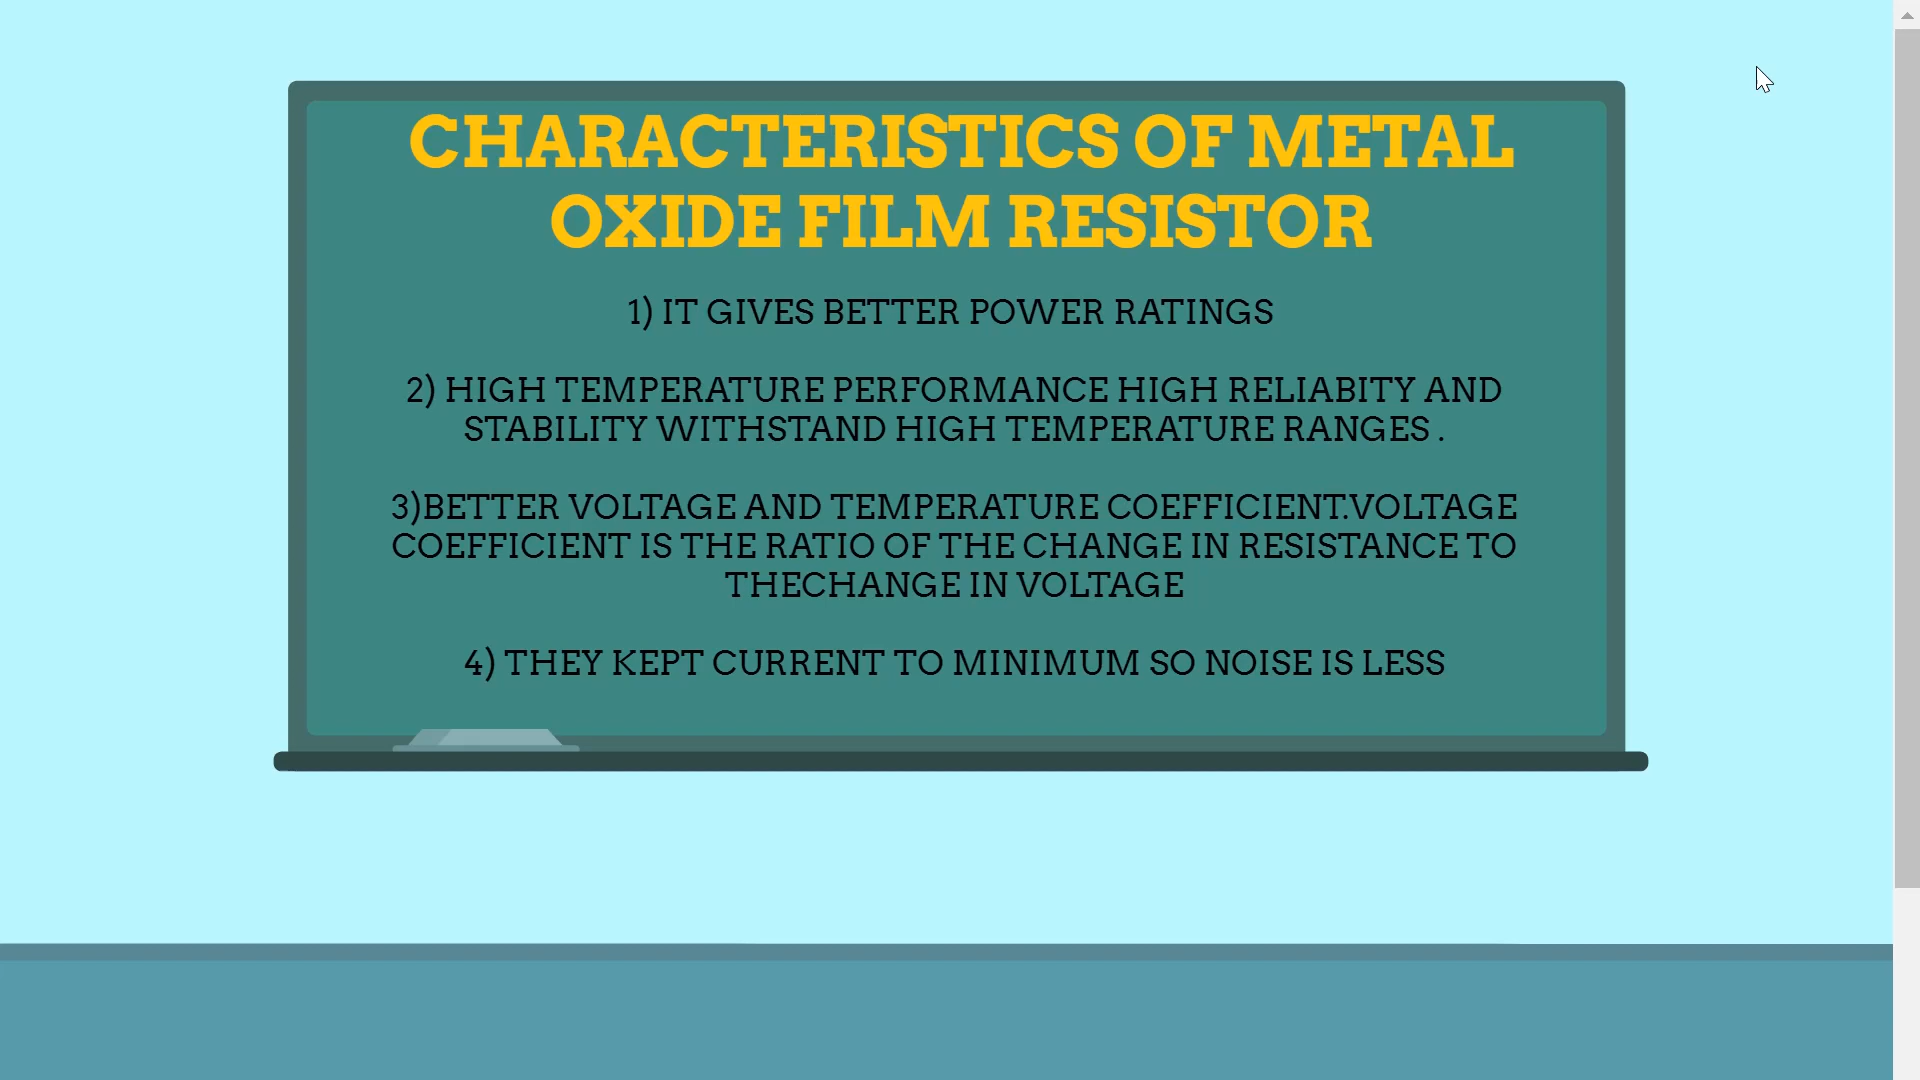 CHARACTERISTICS OF METAL
OXIDE FILM RESISTOR
1) IT GIVES BETTER POWER RATINGS
2) HIGH TEMPERATURE PERFORMANCE HIGH RELIABITY AND
STABILITY WITHSTAND HIGH TEMPERATURE RANGES .
3)BETTER VOLTAGE AND TEMPERATURE COEFFICIENT.VOLTAGE
COEFFICIENT IS THE RATIO OF THE CHANGE IN RESISTANCE TO
THECHANGE IN VOLTAGE
4) THEY KEPT CURRENT TO MINIMUM SO NOISE IS LESS